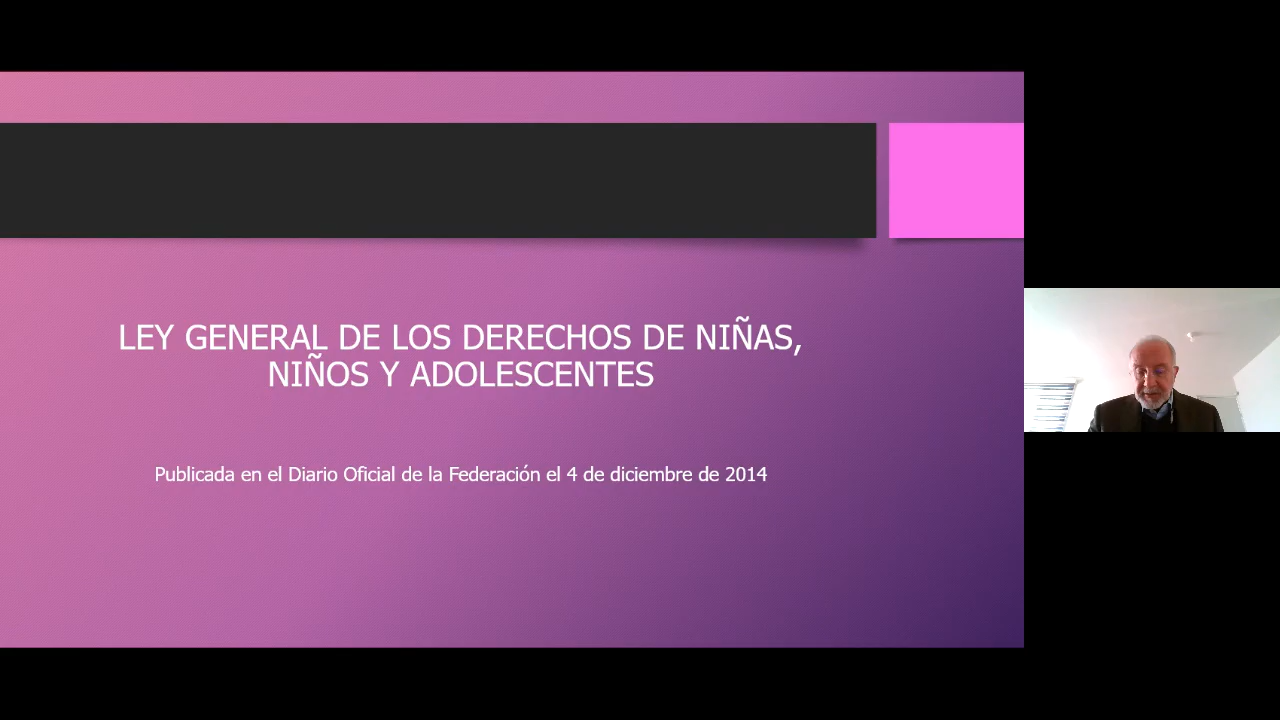 LEY GENERAL DE LOS DERECHOS DE NIÑAS,
NIÑOS Y ADOLESCENTES
Publicada en el Diario Oficial de la Federación el 4 de diciembre de 2014